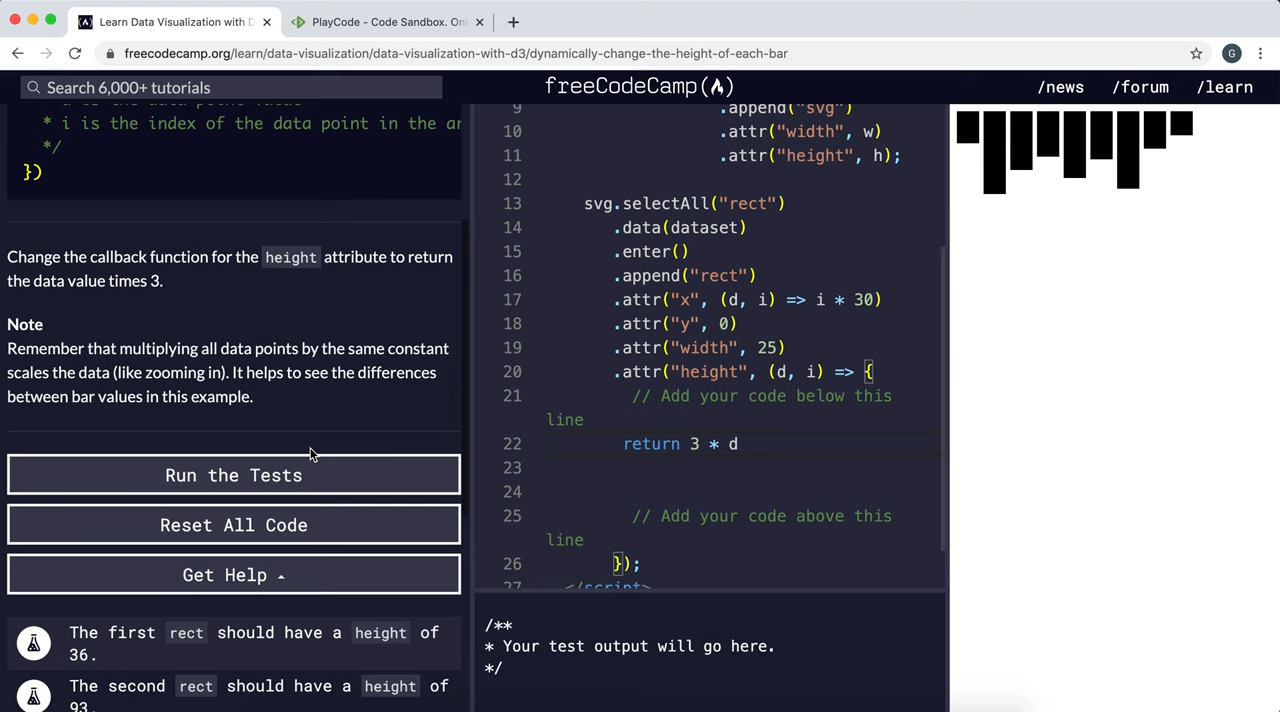 Learn Data Visualization with D
PlayCode - Code Sandbox. Onl
freecodecamp.org/learn/data-visualization/data-visualization-with-d3/dynamically-change-the-height-of-each-bar
G
Search 6,000+ tutorials
freeCodeCamp
/news
/forum
/learn
* i is the index of the data point in the ar
*/
})
Change the callback function for the height attribute to return
the data value times 3.
Note
Remember that multiplying all data points by the same constant
scales the data (like zooming in). It helps to see the differences
between bar values in this example.
Run the Tests
Reset All Code
Get Help
The first rect should have a height of
36.
The second rect should have a height of
93.
9 .append("svg")
10 .attr("width", w)
11 .attr("height", h);
12
13 svg.selectAll("rect")
14 .data(dataset)
15 .enter()
16 .append("rect")
17 .attr("x", (d, i) => i * 30)
18 .attr("y", 0)
19 .attr("width", 25)
20 .attr("height", (d, i) => {
21 // Add your code below this
line
22 return 3 * d
23
24
25 // Add your code above this
line
26 });
27 </script>
/**
* Your test output will go here.
*/